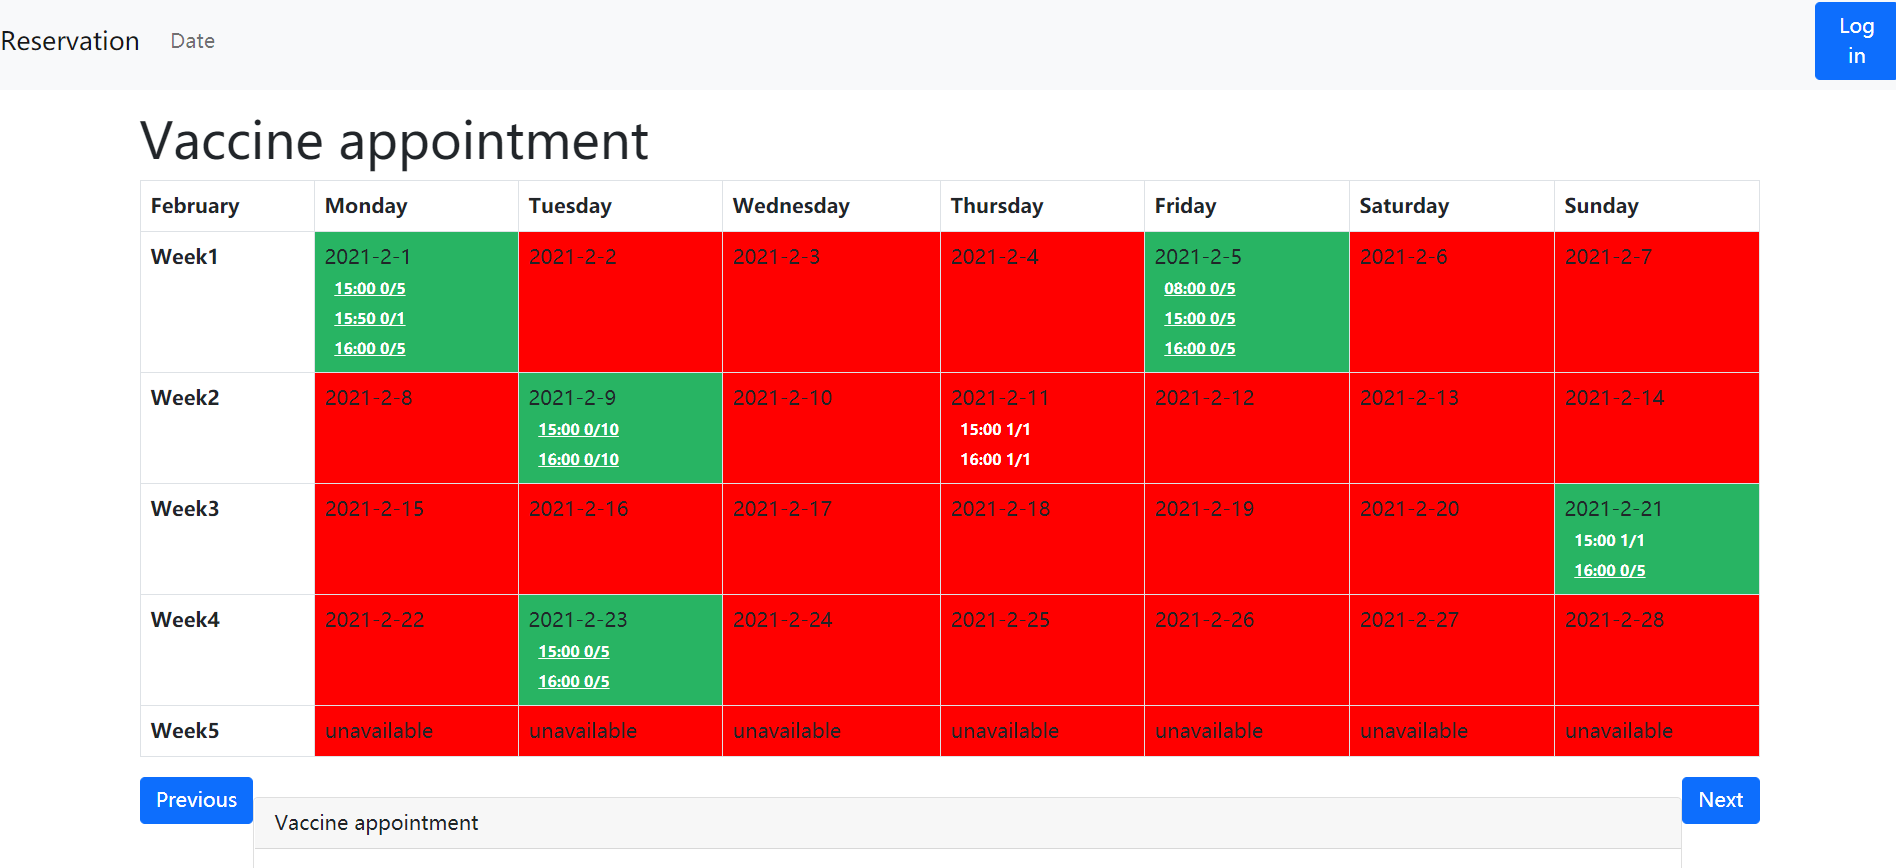 Reservation Date Log in
Vaccine appointment
February Monday Tuesday Wednesday Thursday Friday Saturday Sunday
Week1 2021-2-1 2021-2-2 2021-2-3 2021-2-4 2021-2-5 2021-2-6 2021-2-7
15:00 0/5 08:00 0/5
15:50 0/1 15:00 0/5
16:00 0/5 16:00 0/5
Week2 2021-2-8 2021-2-9 2021-2-10 2021-2-11 2021-2-12 2021-2-13 2021-2-14
15:00 0/10 15:00 1/1
16:00 0/10 16:00 1/1
Week3 2021-2-15 2021-2-16 2021-2-17 2021-2-18 2021-2-19 2021-2-20 2021-2-21
15:00 1/1
16:00 0/5
Week4 2021-2-22 2021-2-23 2021-2-24 2021-2-25 2021-2-26 2021-2-27 2021-2-28
15:00 0/5
16:00 0/5
Week5 unavailable unavailable unavailable unavailable unavailable unavailable unavailable
Previous Next
Vaccine appointment